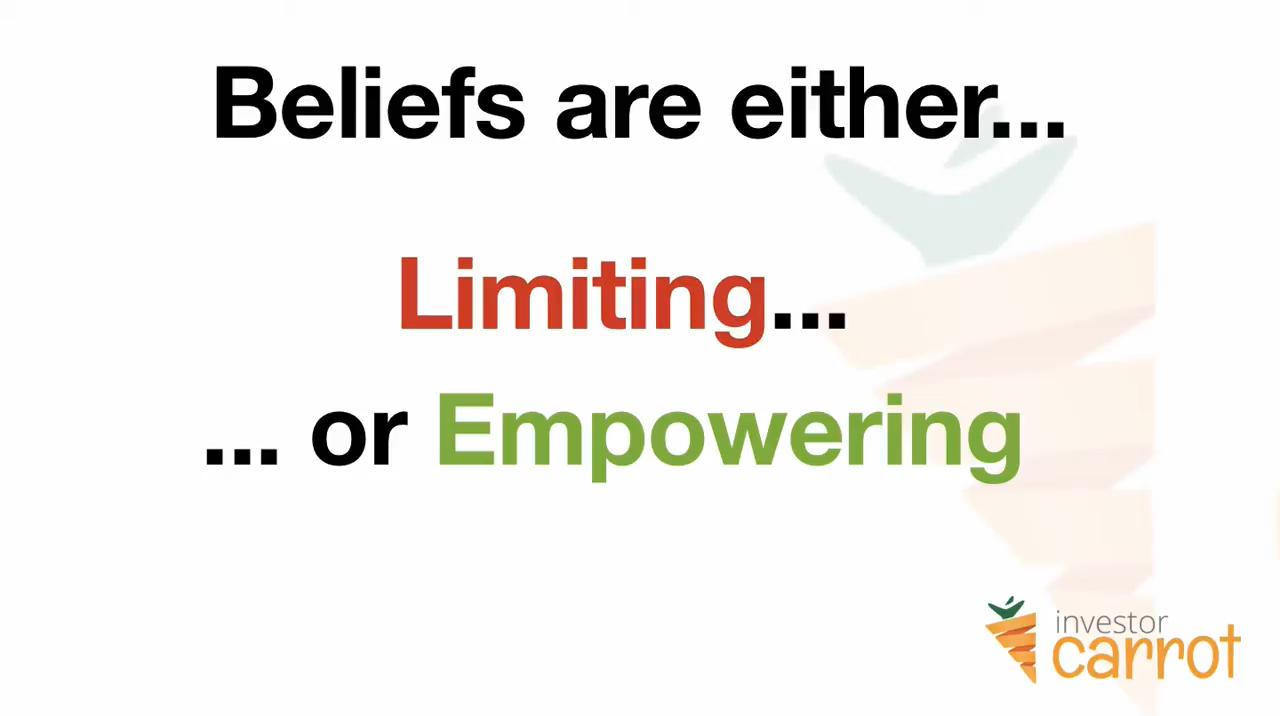 Beliefs are either...
Limiting...
... or Empowering
investor
carrot